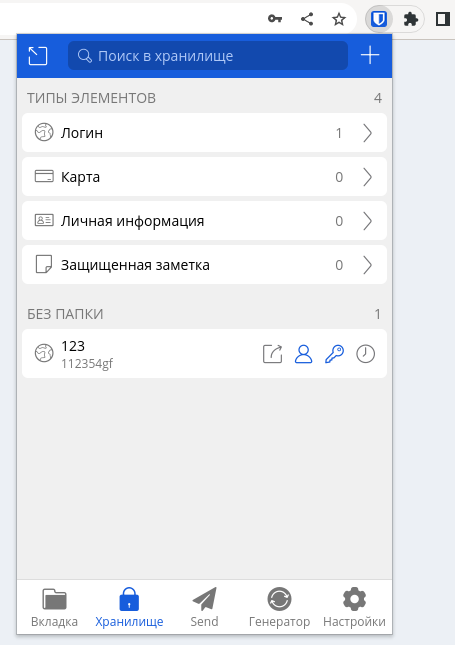 Поиск в хранилище
ТИПЫ ЭЛЕМЕНТОВ 4
Логин 1
Карта 0
Личная информация 0
Защищенная заметка 0
БЕЗ ПАПКИ 1
123
112354gf
Вкладка Хранилище Send Генератор Настройки